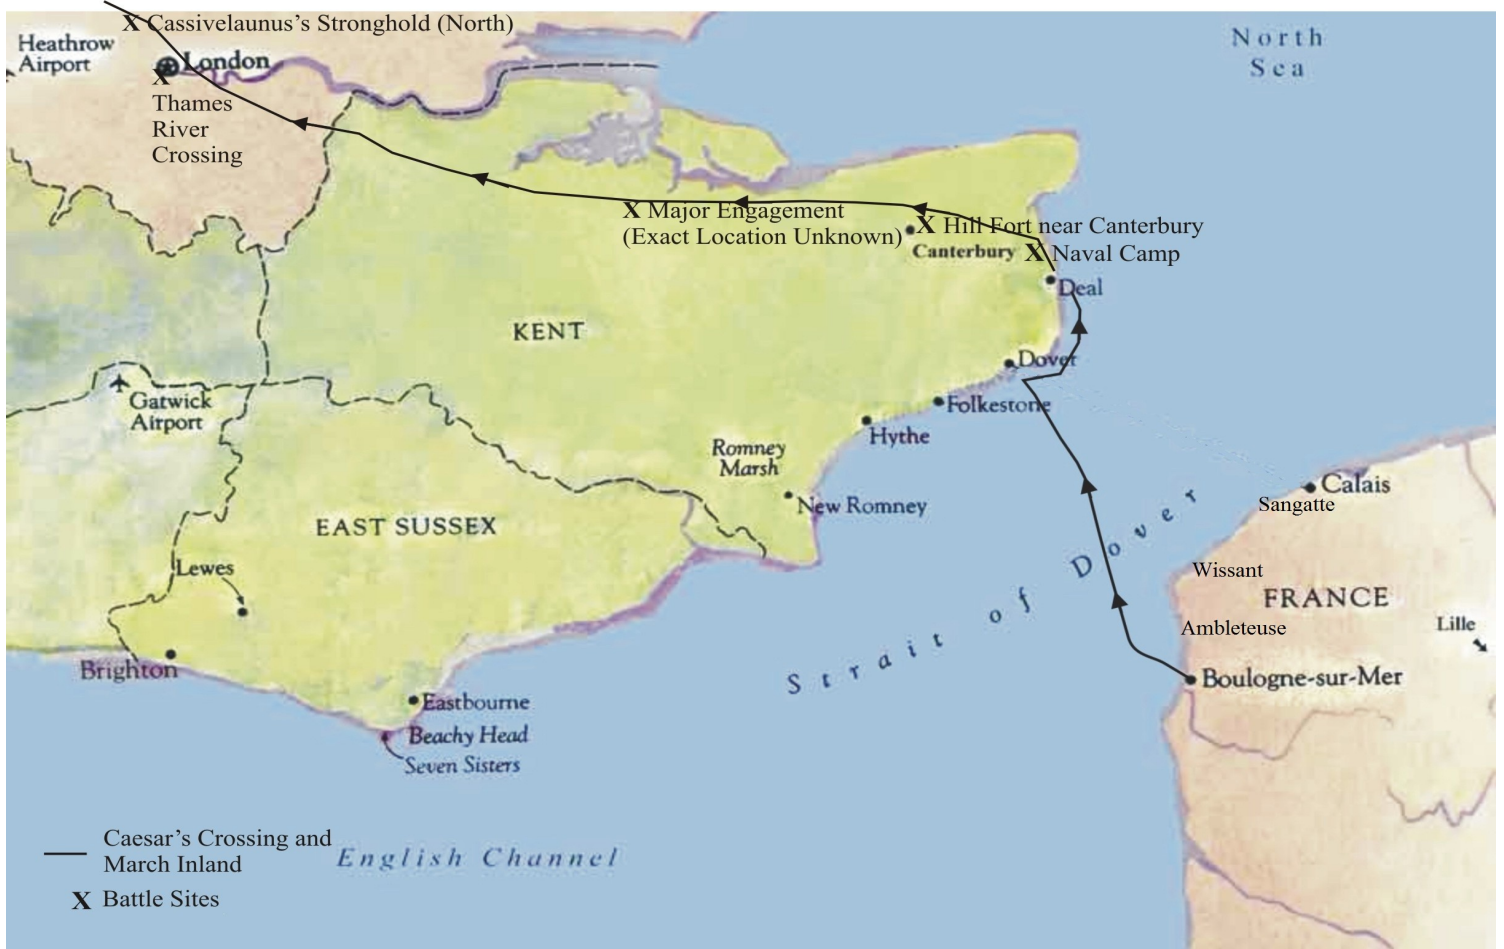 X Cassivelaunus's Stronghold (North)
Heathrow
Airport
London
X
Thames
River
Crossing
North
Sea
X Major Engagement
(Exact Location Unknown)
X Hill Fort near Canterbury
Canterbury
X Naval Camp
Deal
KENT
Dover
Folkestone
Hythe
Gatwick
Airport
Romney
Marsh
New Romney
EAST SUSSEX
Lewes
Brighton
Eastbourne
Beachy Head
Seven Sisters
Strait of Dover
Calais
Sangatte
Wissant
FRANCE
Ambleteuse
Lille
Boulogne-sur-Mer
English Channel
Caesar's Crossing and
March Inland
X Battle Sites